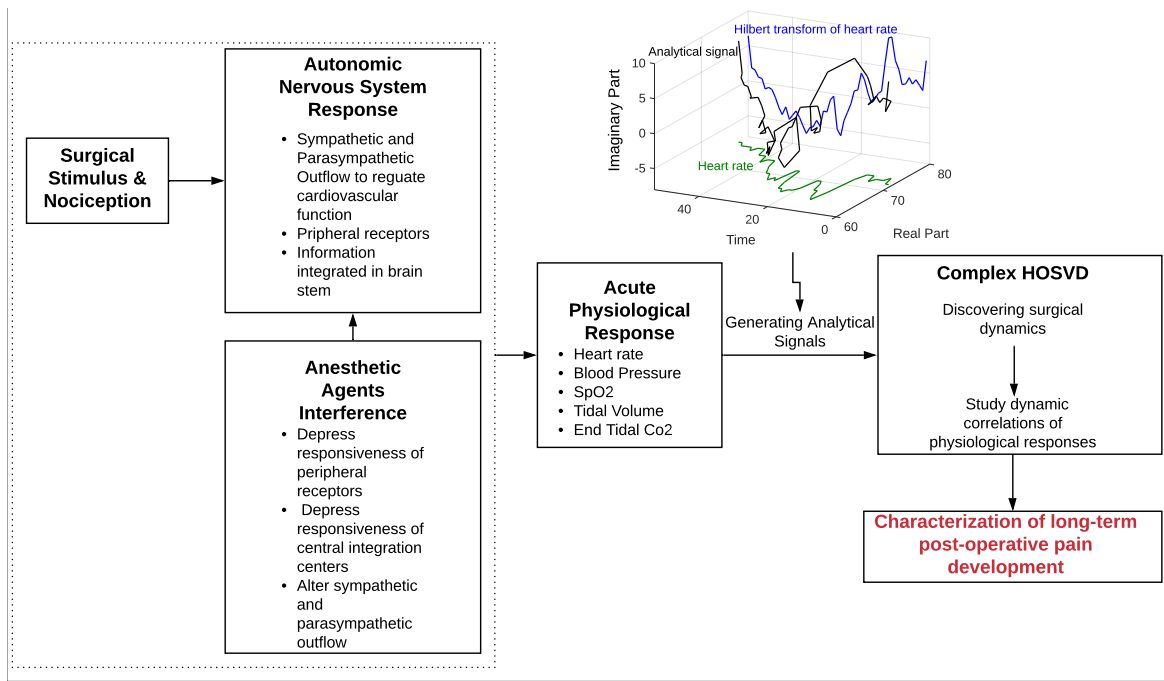 Surgical
Stimulus &
Nociception
Autonomic
Nervous System
Response
• Sympathetic and
Parasympathetic
Outflow to reguate
cardiovascular
function
• Pripheral receptors
• Information
integrated in brain
stem
Anesthetic
Agents
Interference
• Depress
responsiveness of
peripheral
receptors
• Depress
responsiveness of
central integration
centers
• Alter sympathetic
and
parasympathetic
outflow
Acute
Physiological
Response
• Heart rate
• Blood Pressure
• SpO2
• Tidal Volume
• End Tidal Co2
Hilbert transform of heart rate
Analytical signal
Heart rate
Imaginary Part
10
5
0
-5
40
20
0
Time
60
70
80
Real Part
Generating Analytical
Signals
Complex HOSVD
Discovering surgical
dynamics
Study dynamic
correlations of
physiological responses
Characterization of long-term
post-operative pain
development